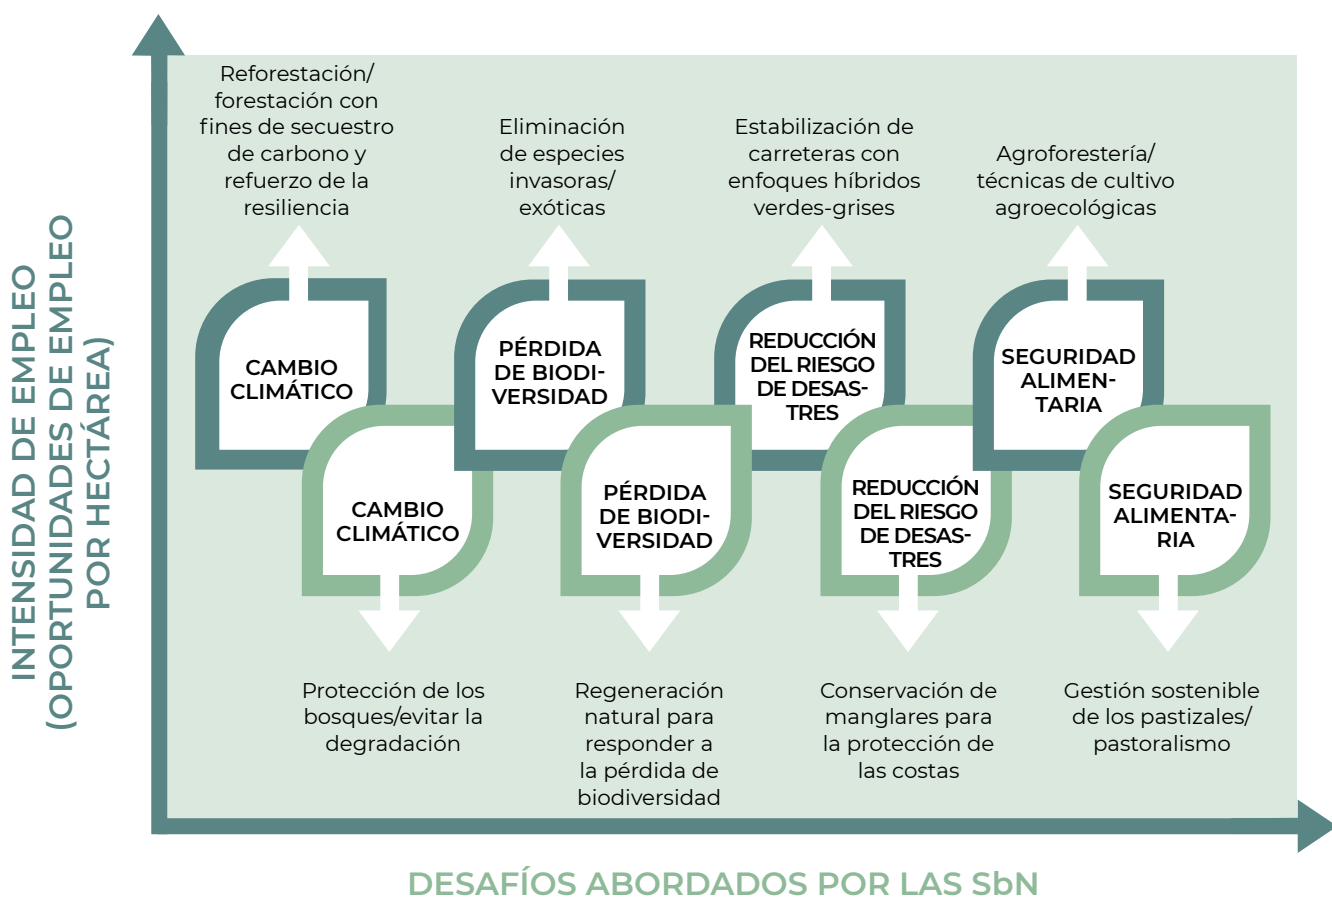 INTENSIDAD DE EMPLEO
(OPORTUNIDADES DE EMPLEO
POR HECTÁREA)
Reforestación/
forestación con
fines de secuestro
de carbono y
refuerzo de la
resiliencia
Eliminación
de especies
invasoras/
exóticas
Estabilización de
carreteras con
enfoques híbridos
verdes-grises
Agroforestería/
técnicas de cultivo
agroecológicas
CAMBIO
CLIMÁTICO
PÉRDIDA
DE BIODI-
VERSIDAD
REDUCCIÓN
DEL RIESGO
DE DESAS-
TRES
SEGURIDAD
ALIMEN-
TARIA
CAMBIO
CLIMÁTICO
PÉRDIDA
DE BIODI-
VERSIDAD
REDUCCIÓN
DEL RIESGO
DE DESAS-
TRES
SEGURIDAD
ALIMENTA-
RIA
Protección de los
bosques/evitar la
degradación
Regeneración
natural para
responder a
la pérdida de
biodiversidad
Conservación de
manglares para
la protección de
las costas
Gestión sostenible
de los pastizales/
pastoralismo
DESAFÍOS ABORDADOS POR LAS SbN